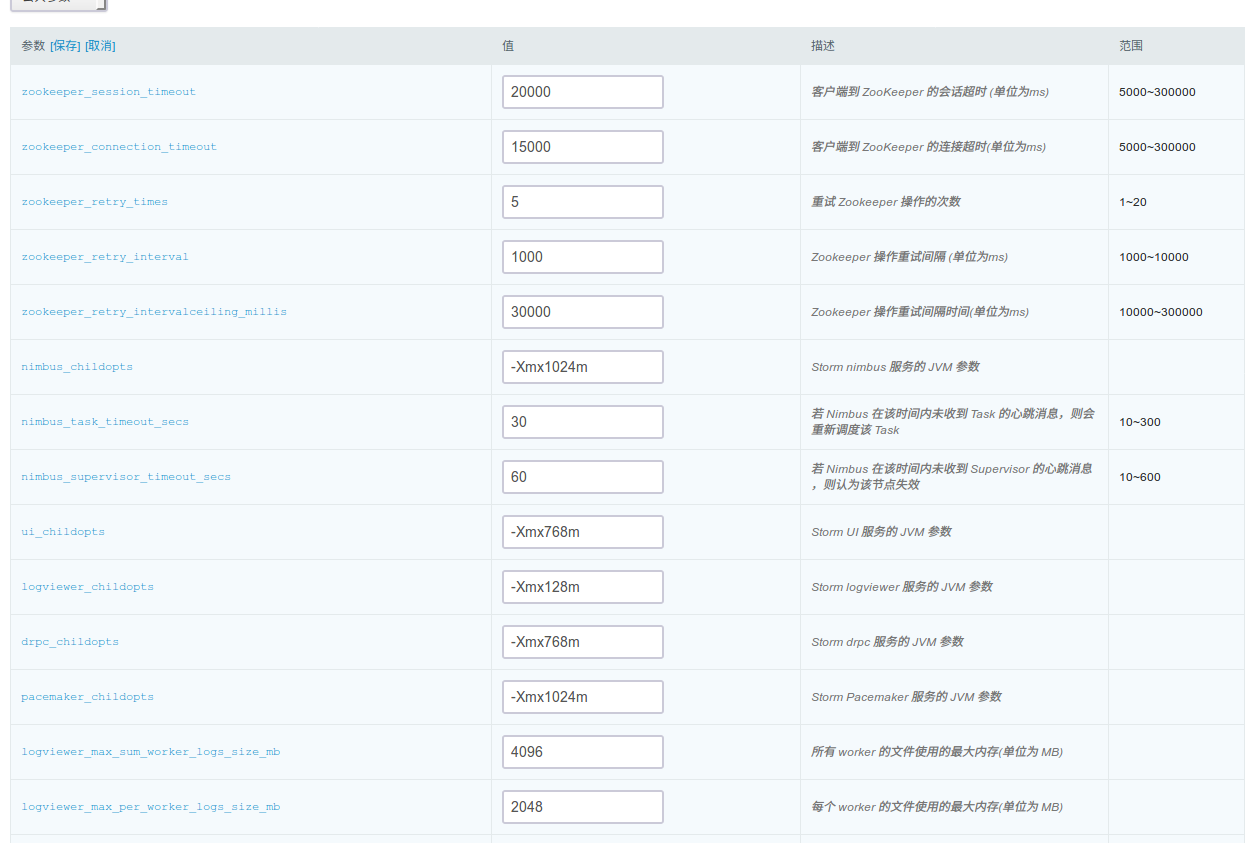 参数 [保存] [取消] 值 描述 范围
zookeeper_session_timeout 20000 客户端到 ZooKeeper 的会话超时 (单位为ms) 5000~300000
zookeeper_connection_timeout 15000 客户端到 ZooKeeper 的连接超时(单位为ms) 5000~300000
zookeeper_retry_times 5 重试 Zookeeper 操作的次数 1~20
zookeeper_retry_interval 1000 Zookeeper 操作重试间隔 (单位为ms) 1000~10000
zookeeper_retry_intervalceiling_millis 30000 Zookeeper 操作重试间隔时间(单位为ms) 10000~300000
nimbus_childopts -Xmx1024m Storm nimbus 服务的 JVM 参数
nimbus_task_timeout_secs 30 若 Nimbus 在该时间内未收到 Task 的心跳消息，则会
重新调度该 Task 10~300
nimbus_supervisor_timeout_secs 60 若 Nimbus 在该时间内未收到 Supervisor 的心跳消息
，则认为该节点失效 10~600
ui_childopts -Xmx768m Storm UI 服务的 JVM 参数
logviewer_childopts -Xmx128m Storm logviewer 服务的 JVM 参数
drpc_childopts -Xmx768m Storm drpc 服务的 JVM 参数
pacemaker_childopts -Xmx1024m Storm Pacemaker 服务的 JVM 参数
logviewer_max_sum_worker_logs_size_mb 4096 所有 worker 的文件使用的最大内存(单位为 MB)
logviewer_max_per_worker_logs_size_mb 2048 每个 worker 的文件使用的最大内存(单位为 MB)